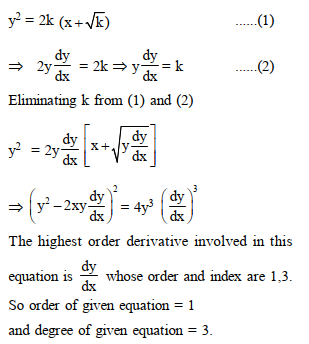 y² = 2k (x+√k) ......(1)
⇒ 2y dy/dx = 2k ⇒ y dy/dx = k ......(2)
Eliminating k from (1) and (2)
y² = 2y dy/dx [x+√(y dy/dx)]
⇒ (y² −2xy dy/dx)² = 4y³ (dy/dx)³
The highest order derivative involved in this
equation is dy/dx whose order and index are 1,3.
So order of given equation = 1
and degree of given equation = 3.